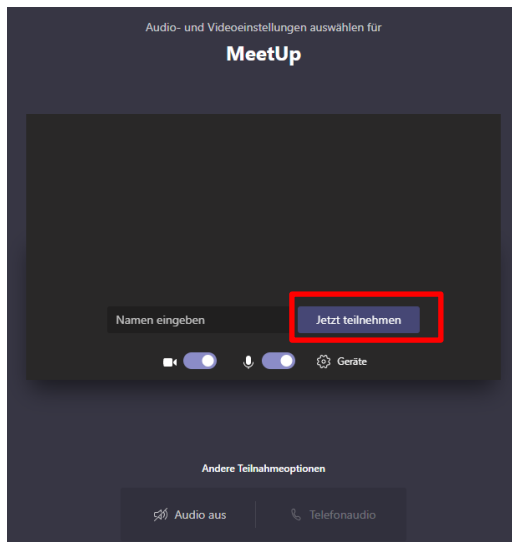 Audio- und Videoeinstellungen auswählen für
MeetUp
Namen eingeben
Jetzt teilnehmen
Geräte
Andere Teilnahmeoptionen
Audio aus
Telefonaudio